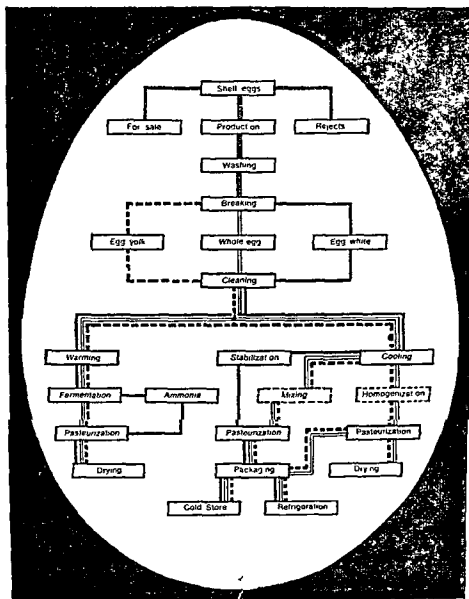 Shell eggs
For sale Production Rejects
Washing
Breaking
Egg yolk Whole egg Egg white
Cleaning
Warming Stabilization Cooling
Fermentation Ammonia Mixing Homogenization
Pasteurization Pasteurization Pasteurization
Drying Packaging Drying
Cold Store Refrigeration